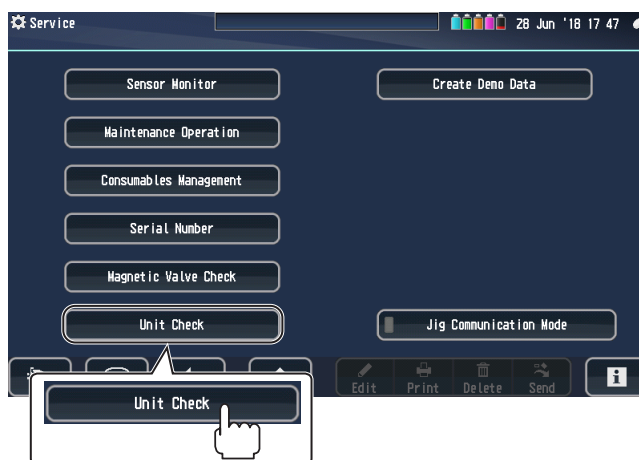 Service
28 Jun '18 17 47
Sensor Monitor
Create Demo Data
Maintenance Operation
Consumables Management
Serial Number
Magnetic Valve Check
Unit Check
Jig Communication Mode
Edit
Print
Delete
Send
i
Unit Check